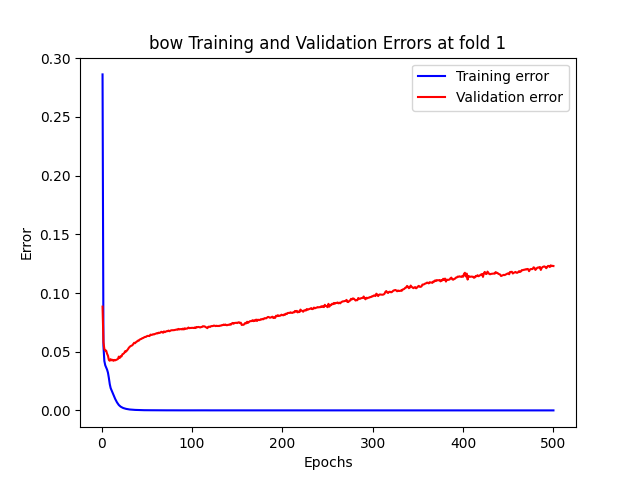 bow Training and Validation Errors at fold 1
Training error
Validation error
Error
0.30
0.25
0.20
0.15
0.10
0.05
0.00
0
100
200
300
400
500
Epochs